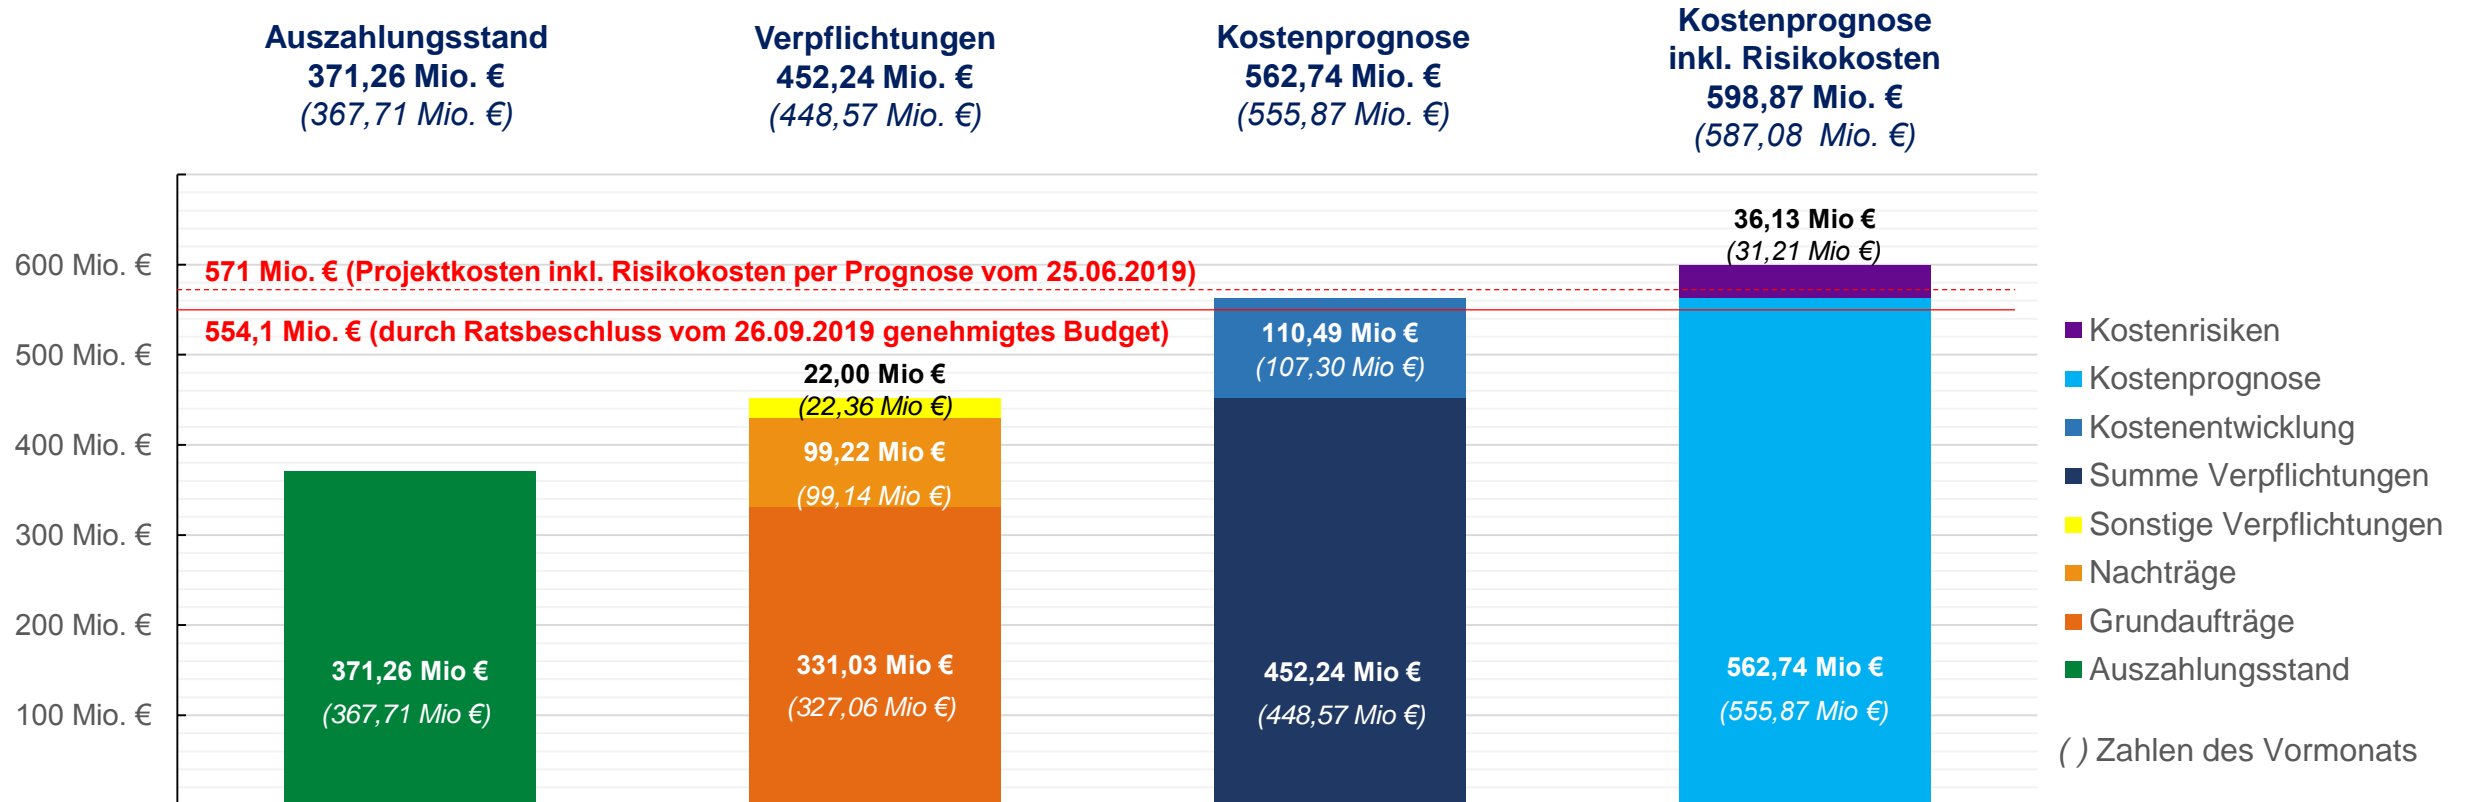 Auszahlungsstand
371,26 Mio. €
(367,71 Mio. €)
Verpflichtungen
452,24 Mio. €
(448,57 Mio. €)
Kostenprognose
562,74 Mio. €
(555,87 Mio. €)
Kostenprognose
inkl. Risikokosten
598,87 Mio. €
(587,08  Mio. €)
600 Mio. €
500 Mio. €
400 Mio. €
300 Mio. €
200 Mio. €
100 Mio. €
571 Mio. € (Projektkosten inkl. Risikokosten per Prognose vom 25.06.2019)
554,1 Mio. € (durch Ratsbeschluss vom 26.09.2019 genehmigtes Budget)
371,26 Mio €
(367,71 Mio €)
22,00 Mio €
(22,36 Mio €)
99,22 Mio €
(99,14 Mio €)
331,03 Mio €
(327,06 Mio €)
110,49 Mio €
(107,30 Mio €)
452,24 Mio €
(448,57 Mio €)
36,13 Mio €
(31,21 Mio €)
562,74 Mio €
(555,87 Mio €)
Kostenrisiken
Kostenprognose
Kostenentwicklung
Summe Verpflichtungen
Sonstige Verpflichtungen
Nachträge
Grundaufträge
Auszahlungsstand
( ) Zahlen des Vormonats